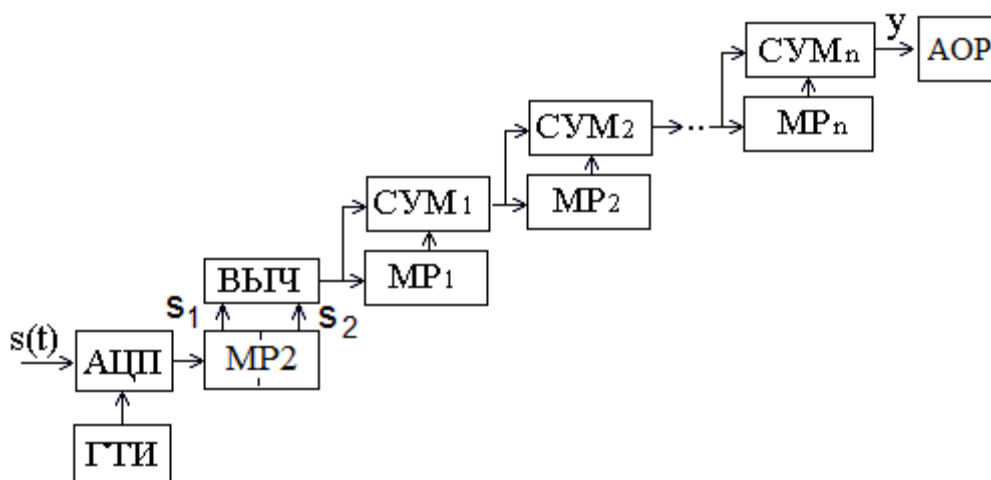 y
СУМn
АОР
МРn
СУМ2
..
МР2
СУМ1
МР1
ВЫЧ
s1
s2
s(t)
АЦП
МР2
ГТИ